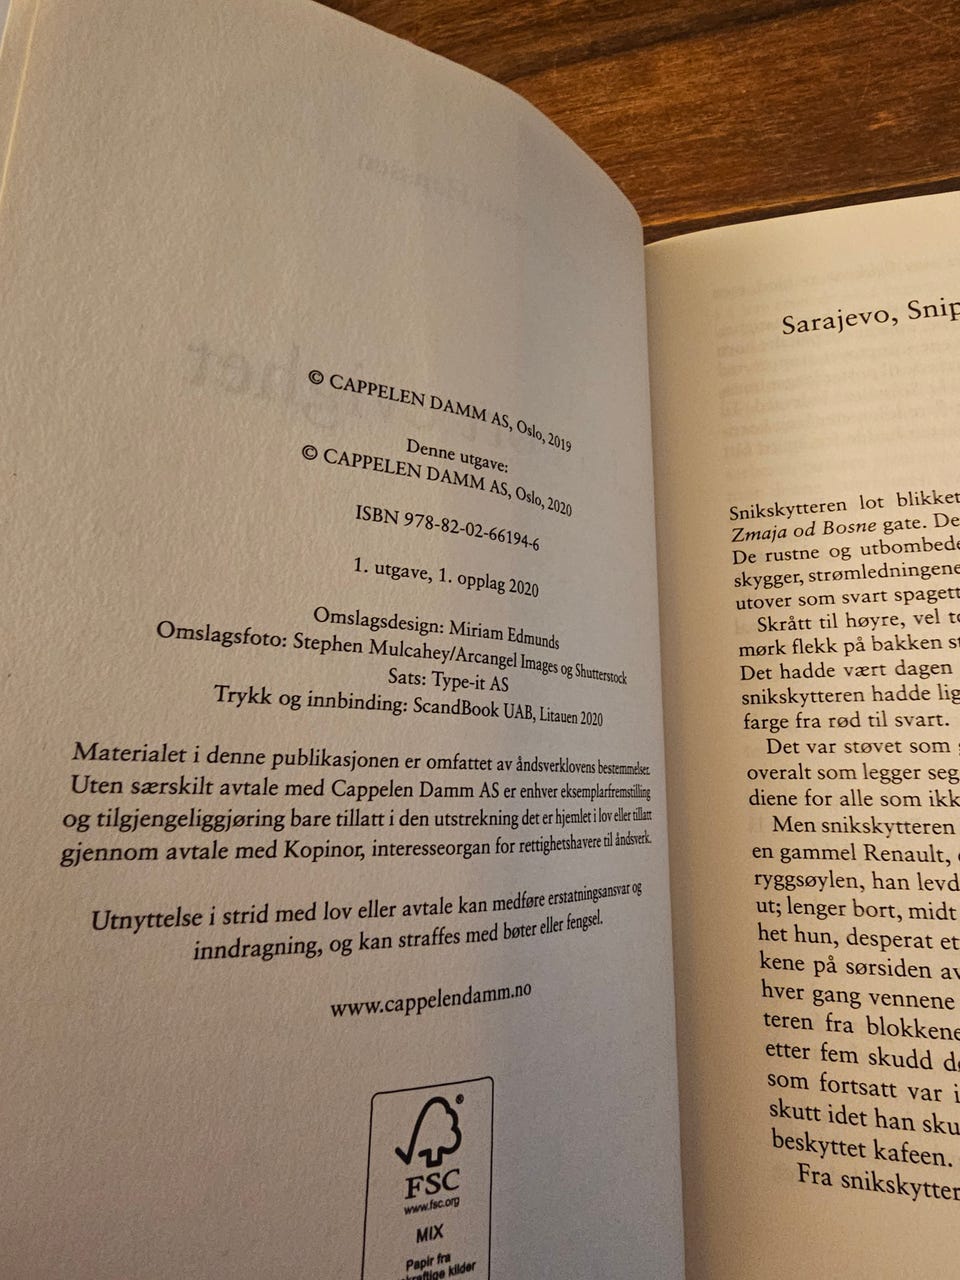 © CAPPELEN DAMM AS, Oslo, 2019
Denne utgave:
© CAPPELEN DAMM AS, Oslo, 2020
ISBN 978-82-02-66194-6
1. utgave, 1. opplag 2020
Omslagsdesign: Miriam Edmunds
Omslagsfoto: Stephen Mulcahey/Arcangel Images og Shutterstock
Sats: Type-it AS
Trykk og innbinding: ScandBook UAB, Litauen 2020
Materialet i denne publikasjonen er omfattet av åndsverklovens bestemmelser.
Uten særskilt avtale med Cappelen Damm AS er enhver eksemplarfremstilling
og tilgjengeliggjøring bare tillatt i den utstrekning det er hjemlet i lov eller tillatt
gjennom avtale med Kopinor, interesseorgan for rettighetshavere til åndsverk.
Utnyttelse i strid med lov eller avtale kan medføre erstatningsansvar og
inndragning, og kan straffes med bøter eller fengsel.
www.cappelendamm.no
FSC®
www.fsc.org
MIX
Papir fra
kraftige kilder
Sarajevo, Snip
Snikskytteren lot blikket
Zmaja od Bosne gate. De
De rustne og utbombede
skygger, strømledningene
utover som svart spagett
Skrått til høyre, vel to
mørk flekk på bakken st
Det hadde vært dagen
snikskytteren hadde lig
farge fra rød til svart.
Det var støvet som
overalt som legger seg
diene for alle som ikk
Men snikskytteren
en gammel Renault,
ryggsøylen, han levd
ut; lenger bort, midt
het hun, desperat et
kene på sørsiden av
hver gang vennene
teren fra blokkene
etter fem skudd dø
som fortsatt var i
skutt idet han sku
beskyttet kafeen.
Fra snikskytter